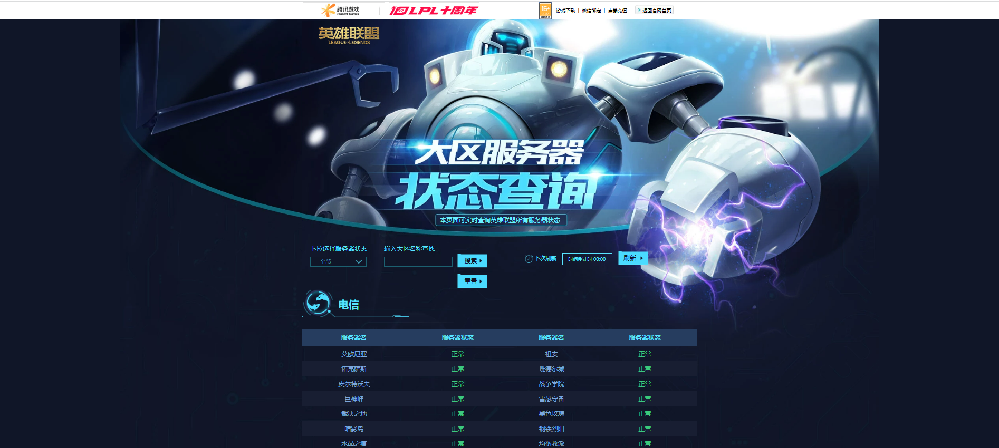 腾讯游戏
Tencent Games
10 LPL十周年
16+
游戏下载 | 微信绑定 | 点券充值
返回官网首页
英雄联盟
LEAGUE OF LEGENDS
大区服务器
状态查询
本页面可实时查询英雄联盟所有服务器状态
下拉选择服务器状态
全部
输入大区名称查找
搜索
重置
下次刷新
时间倒计时 00:00
刷新
电信
服务器名 服务器状态 服务器名 服务器状态
艾欧尼亚 正常 祖安 正常
诺克萨斯 正常 班德尔城 正常
皮尔特沃夫 正常 战争学院 正常
巨神峰 正常 雷瑟守备 正常
裁决之地 正常 黑色玫瑰 正常
暗影岛 正常 钢铁烈阳 正常
水晶之痕 正常 均衡教派 正常